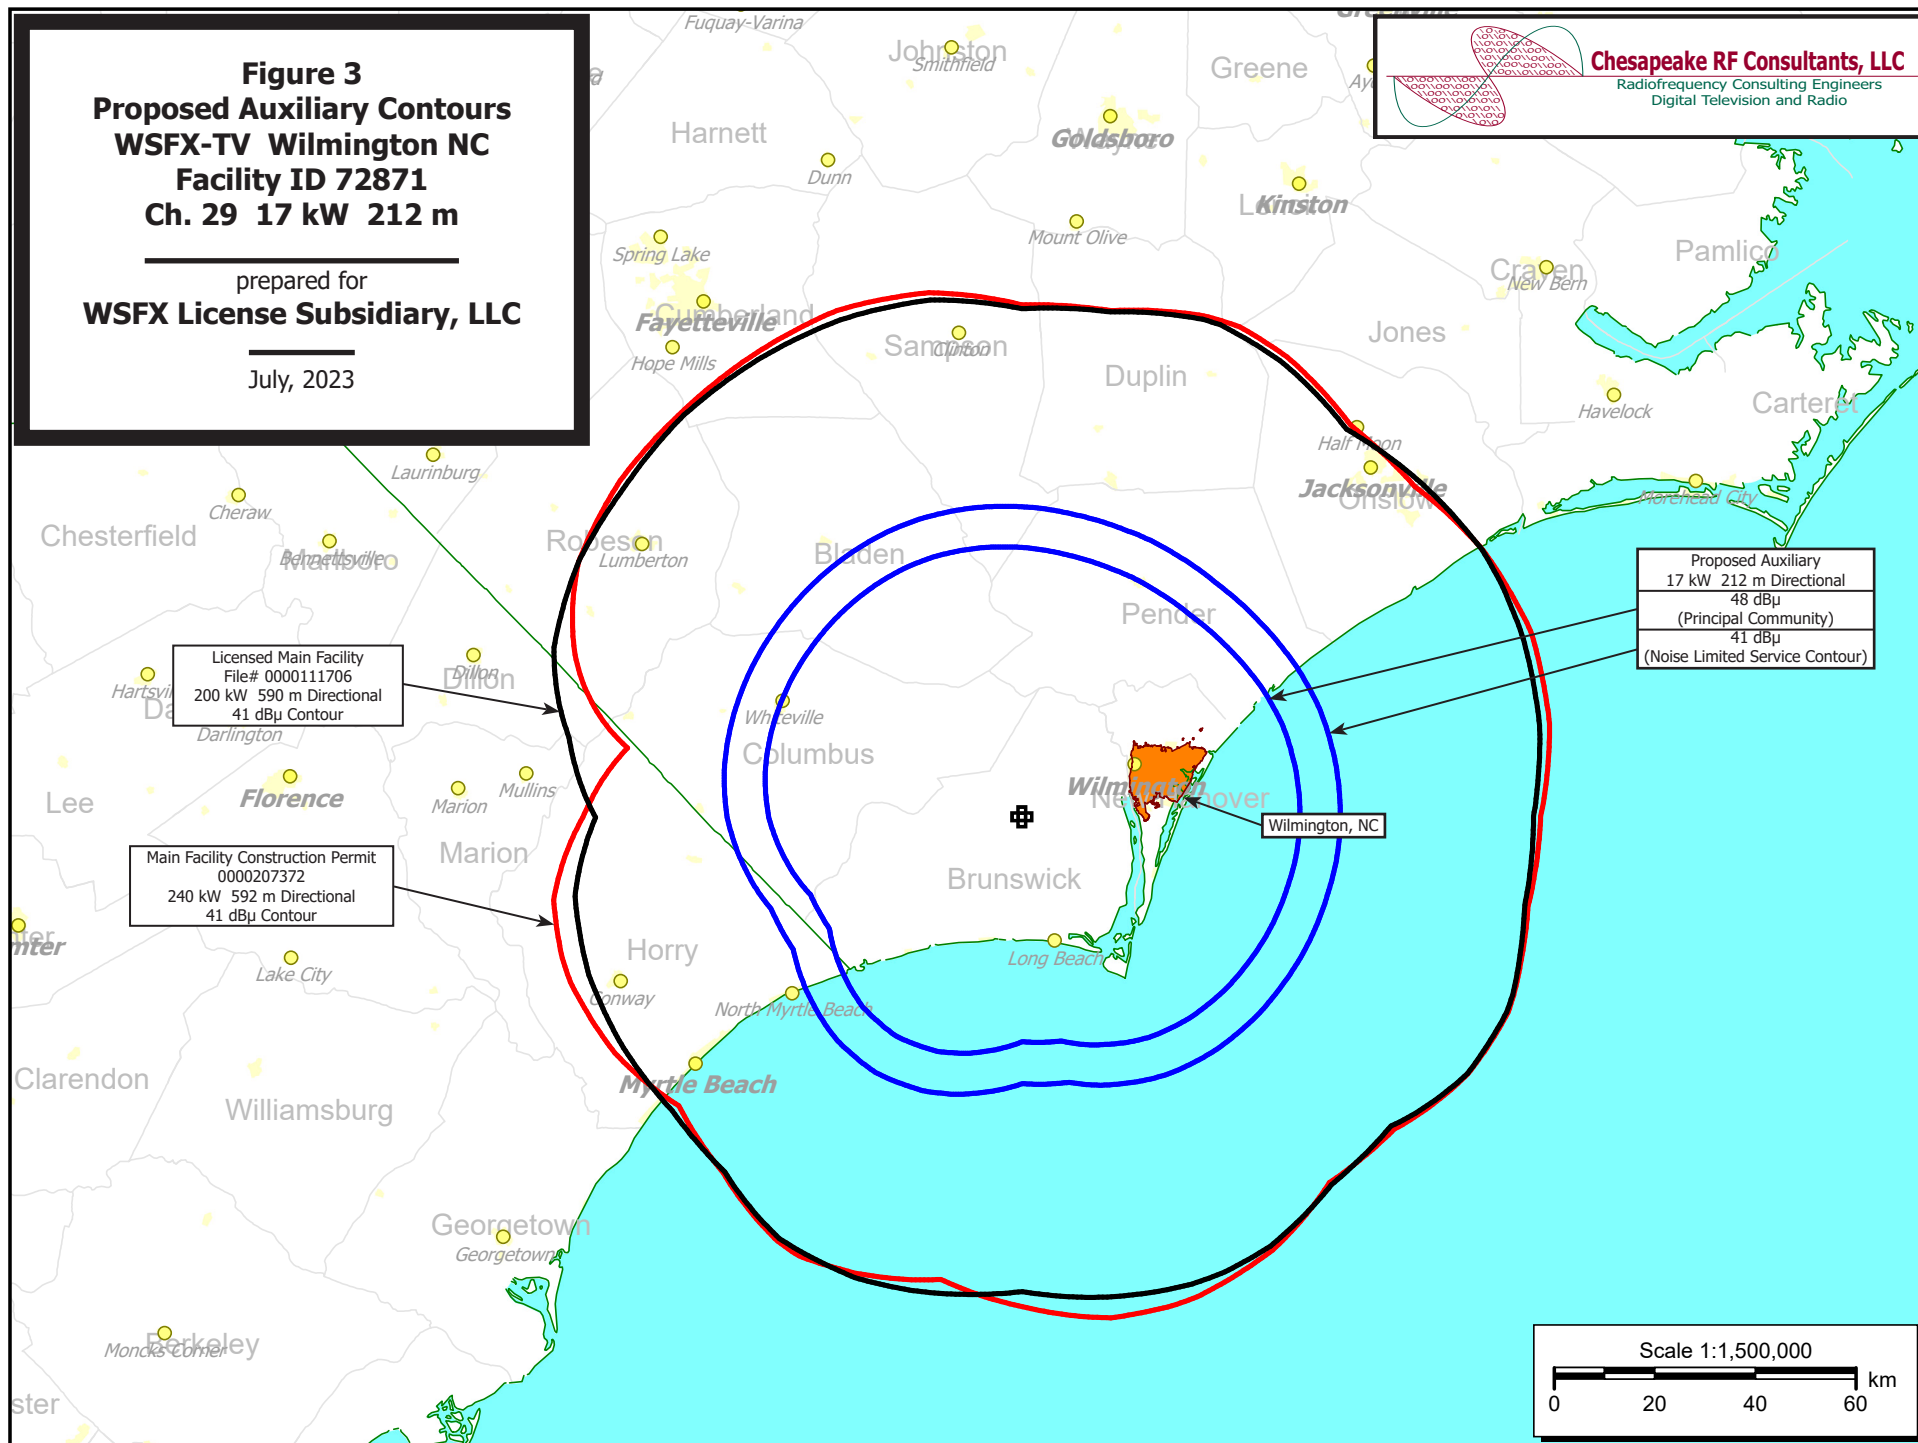 Figure 3
Proposed Auxiliary Contours
WSFX-TV Wilmington NC
Facility ID 72871
Ch. 29 17 kW 212 m
prepared for
WSFX License Subsidiary, LLC
July, 2023
Chesapeake RF Consultants, LLC
Radiofrequency Consulting Engineers
Digital Television and Radio
Fuquay-Varina
Johnston
Smithfield
Greene
Harnett
Goldsboro
Dunn
Kinston
Mount Olive
Spring Lake
Pamlico
Craven
New Bern
Cumberland
Fayetteville
Hope Mills
Sampson
Clinton
Duplin
Jones
Havelock
Carteret
Half Moon
Laurinburg
Jacksonville
Onslow
Morehead City
Cheraw
Chesterfield
Bennettsville
Marlboro
Robeson
Lumberton
Bladen
Pender
Proposed Auxiliary
17 kW 212 m Directional
48 dBµ
(Principal Community)
41 dBµ
(Noise Limited Service Contour)
Licensed Main Facility
File# 0000111706
200 kW 590 m Directional
41 dBµ Contour
Dillon
Dillon
Darlington
Whiteville
Columbus
Lee
Florence
Marion
Mullins
Wilmington
New Hanover
Wilmington, NC
Main Facility Construction Permit
0000207372
240 kW 592 m Directional
41 dBµ Contour
Marion
Brunswick
Horry
Long Beach
Lake City
Conway
North Myrtle Beach
Myrtle Beach
Clarendon
Williamsburg
Georgetown
Georgetown
Berkeley
Moncks Corner
Scale 1:1,500,000
km
0 20 40 60